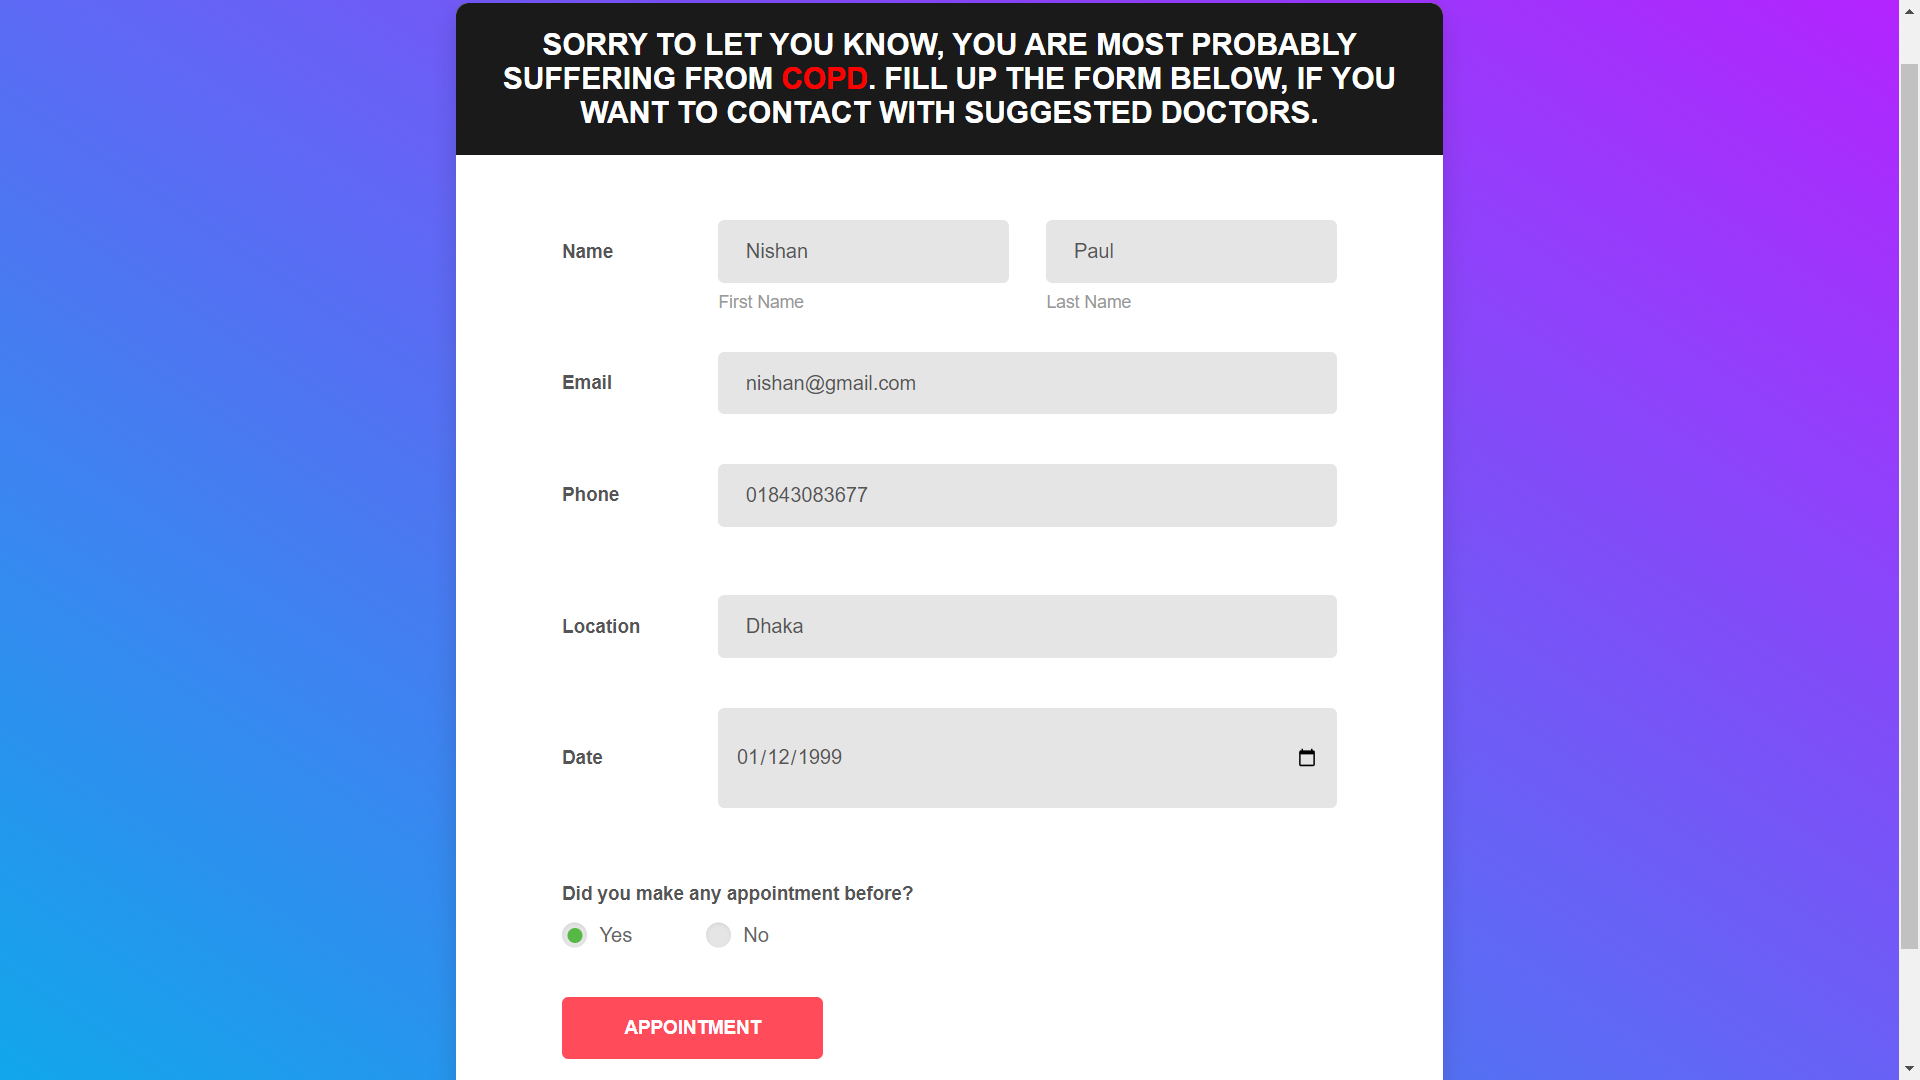 SORRY TO LET YOU KNOW, YOU ARE MOST PROBABLY
SUFFERING FROM COPD. FILL UP THE FORM BELOW, IF YOU
WANT TO CONTACT WITH SUGGESTED DOCTORS.
Name
Nishan
Paul
First Name
Last Name
Email
nishan@gmail.com
Phone
01843083677
Location
Dhaka
Date
01/12/1999
Did you make any appointment before?
Yes
No
APPOINTMENT